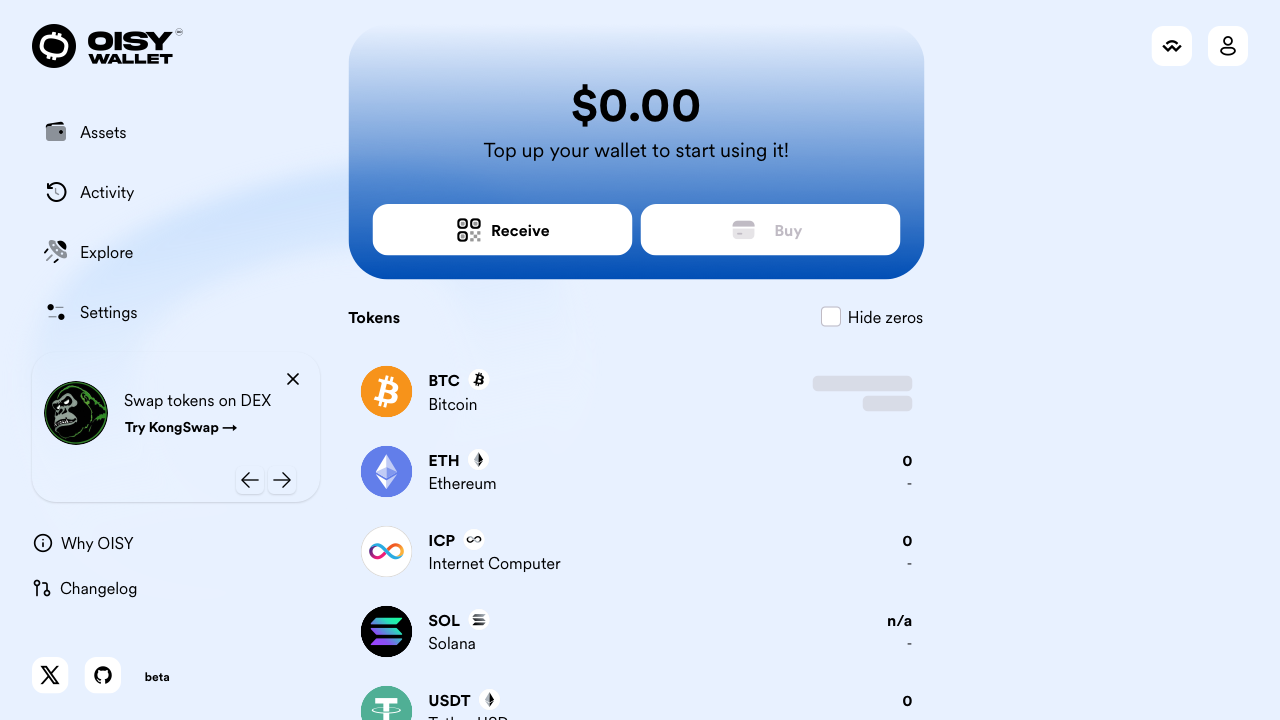 OISY
WALLET
Assets
Activity
Explore
Settings
Swap tokens on DEX
Try KongSwap →
Why OISY
Changelog
beta
$0.00
Top up your wallet to start using it!
Receive
Buy
Tokens
Hide zeros
BTC
Bitcoin
ETH
0
Ethereum
-
ICP
0
Internet Computer
-
SOL
n/a
Solana
-
USDT
0
Tether USD